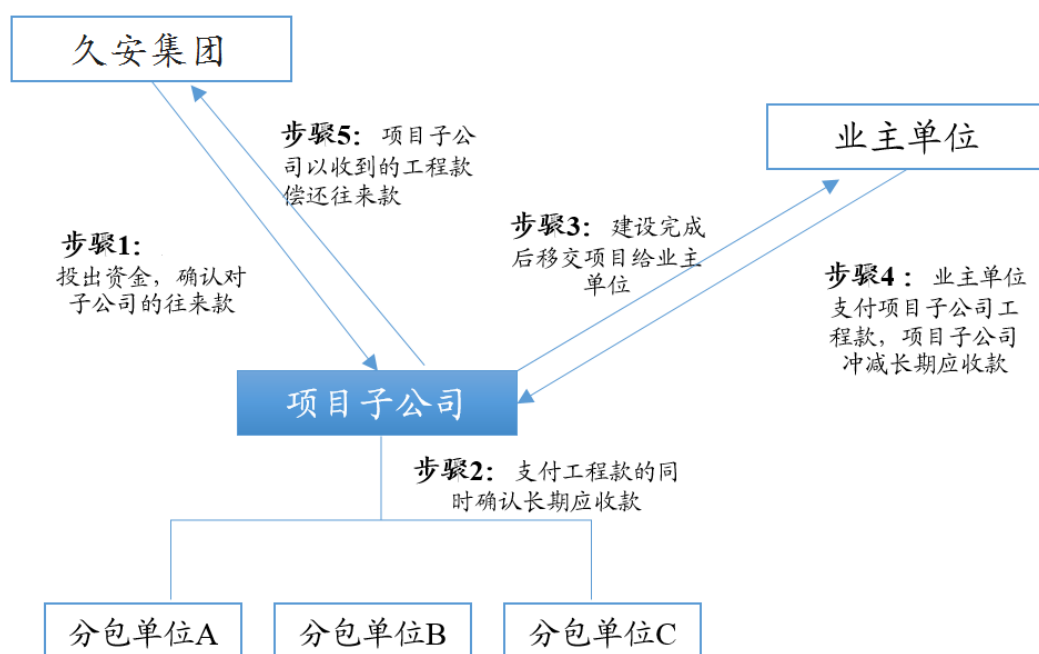 久安集团
业主单位
步骤5：项目子公
司以收到的工程款
偿还往来款
步骤3：建设完成
后移交项目给业主
单位
步骤1：
投出资金，确认对
子公司的往来款
步骤4：业主单位
支付项目子公司工
程款，项目子公司
冲减长期应收款
项目子公司
步骤2：支付工程款的同
时确认长期应收款
分包单位A
分包单位B
分包单位C